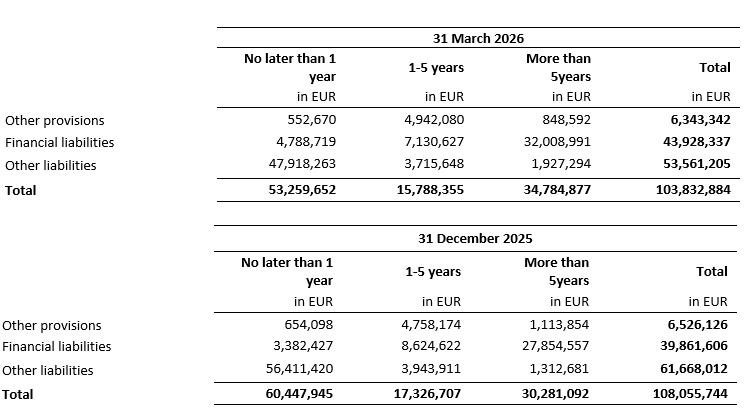 31 March 2026
No later than 1 year 1-5 years More than 5years Total
in EUR in EUR in EUR in EUR
Other provisions 552,670 4,942,080 848,592 6,343,342
Financial liabilities 4,788,719 7,130,627 32,008,991 43,928,337
Other liabilities 47,918,263 3,715,648 1,927,294 53,561,205
Total 53,259,652 15,788,355 34,784,877 103,832,884
31 December 2025
No later than 1 year 1-5 years More than 5years Total
in EUR in EUR in EUR in EUR
Other provisions 654,098 4,758,174 1,113,854 6,526,126
Financial liabilities 3,382,427 8,624,622 27,854,557 39,861,606
Other liabilities 56,411,420 3,943,911 1,312,681 61,668,012
Total 60,447,945 17,326,707 30,281,092 108,055,744